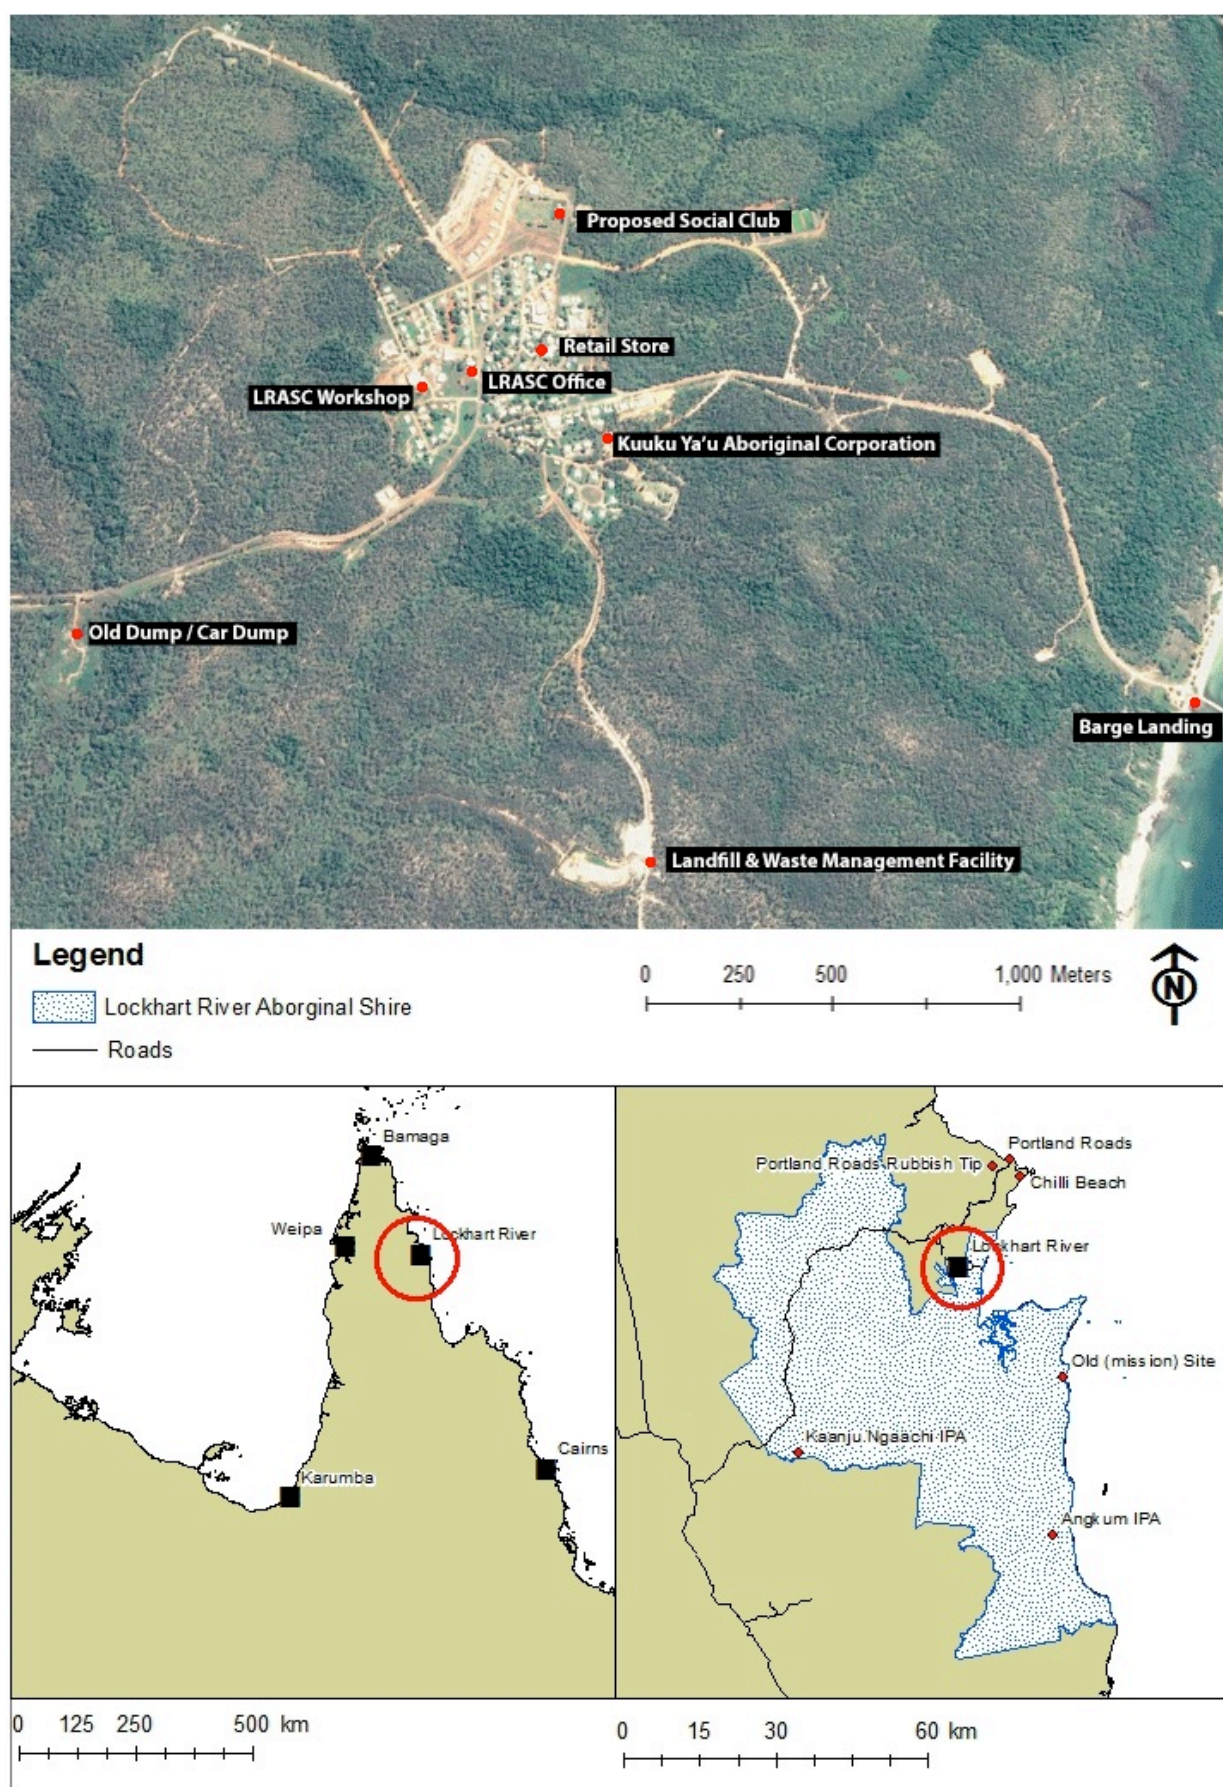 Proposed Social Club
Retail Store
LRASC Office
LRASC Workshop
Kuuku Ya'u Aboriginal Corporation
Old Dump / Car Dump
Barge Landing
Landfill & Waste Management Facility
Legend
Lockhart River Aborginal Shire
Roads
0 250 500 1,000 Meters
N
Bamaga
Weipa
Lockhart River
Cairns
Karumba
0 125 250 500 km
Portland Roads
Portland Roads Rubbish Tip
Chilli Beach
Lockhart River
Old (mission) Site
Kaanju Ngaachi IPA
Angkum IPA
0 15 30 60 km